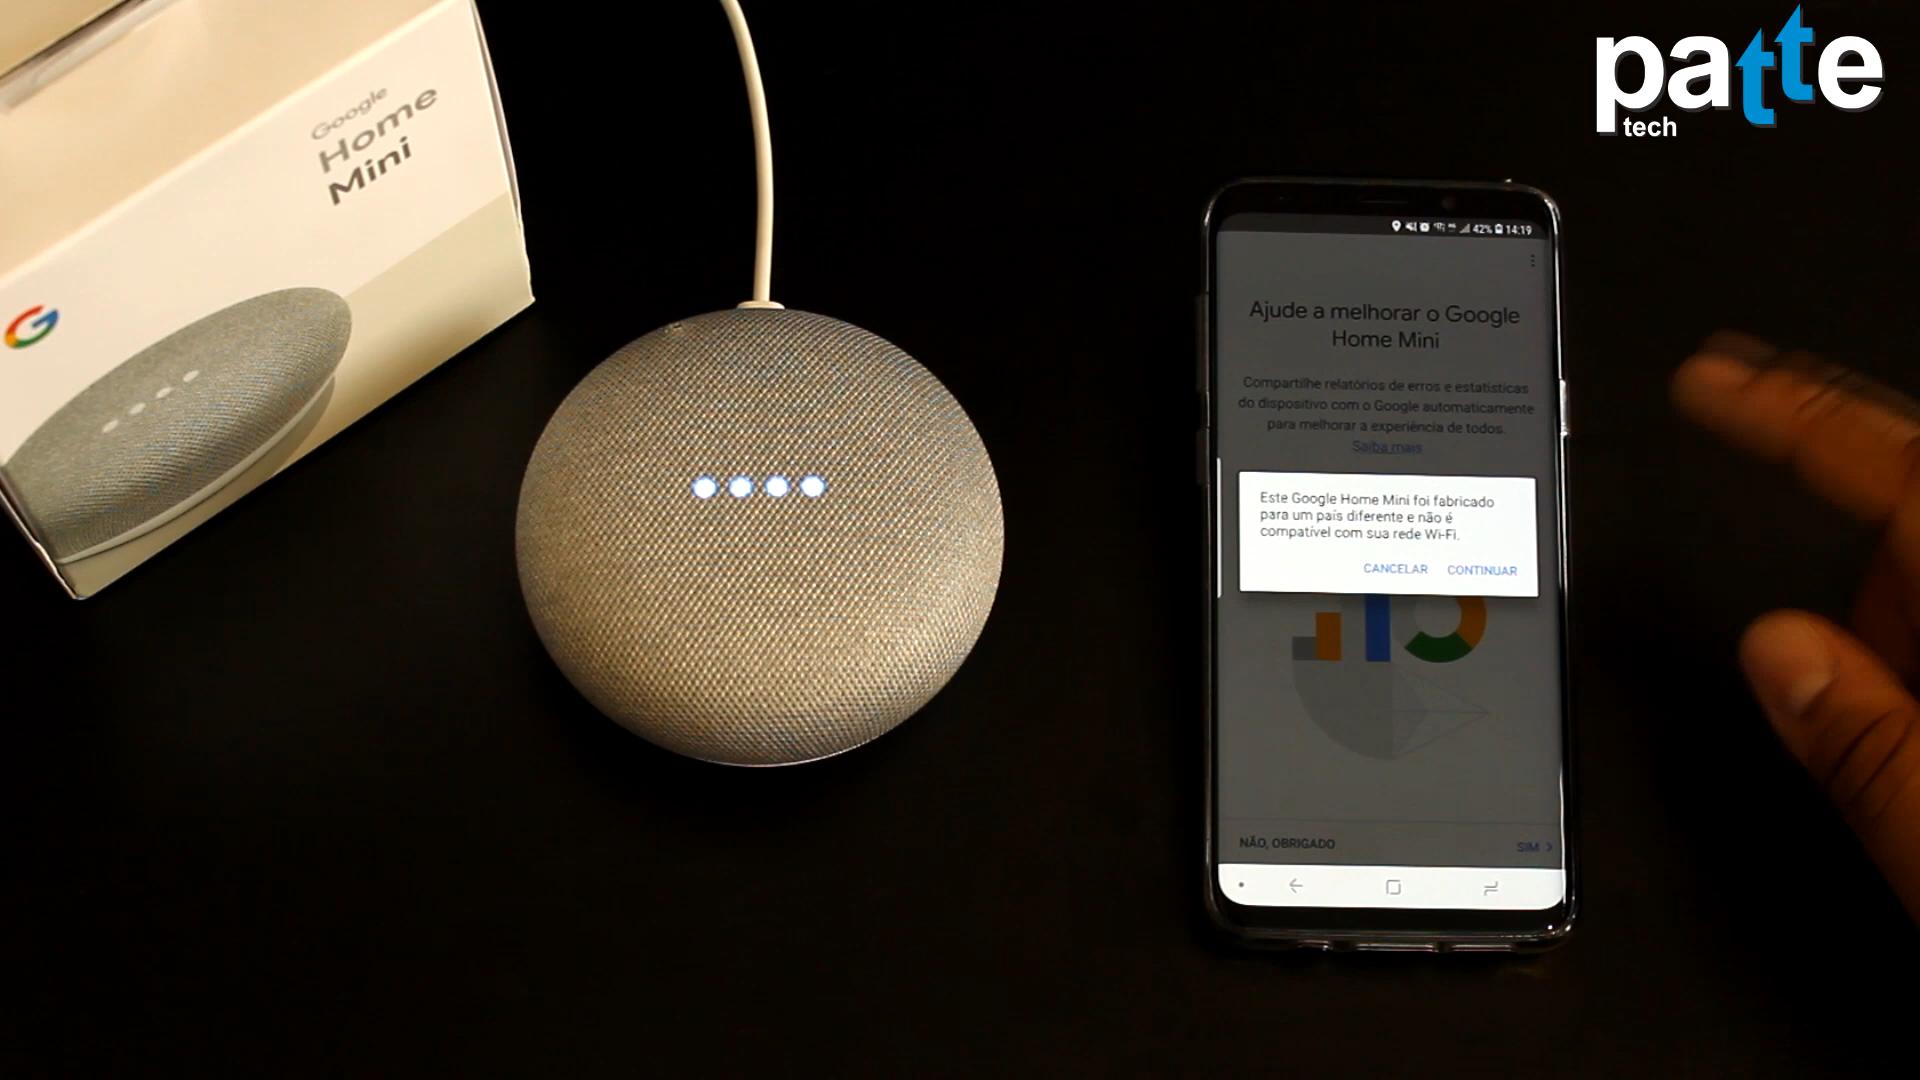 Google
Home
Mini
patte
tech
42% 14:19
Ajude a melhorar o Google
Home Mini
Compartilhe relatórios de erros e estatísticas
do dispositivo com o Google automaticamente
para melhorar a experiência de todos.
Saiba mais
Este Google Home Mini foi fabricado
para um país diferente e não é
compatível com sua rede Wi-Fi.
CANCELAR CONTINUAR
NÃO, OBRIGADO SIM